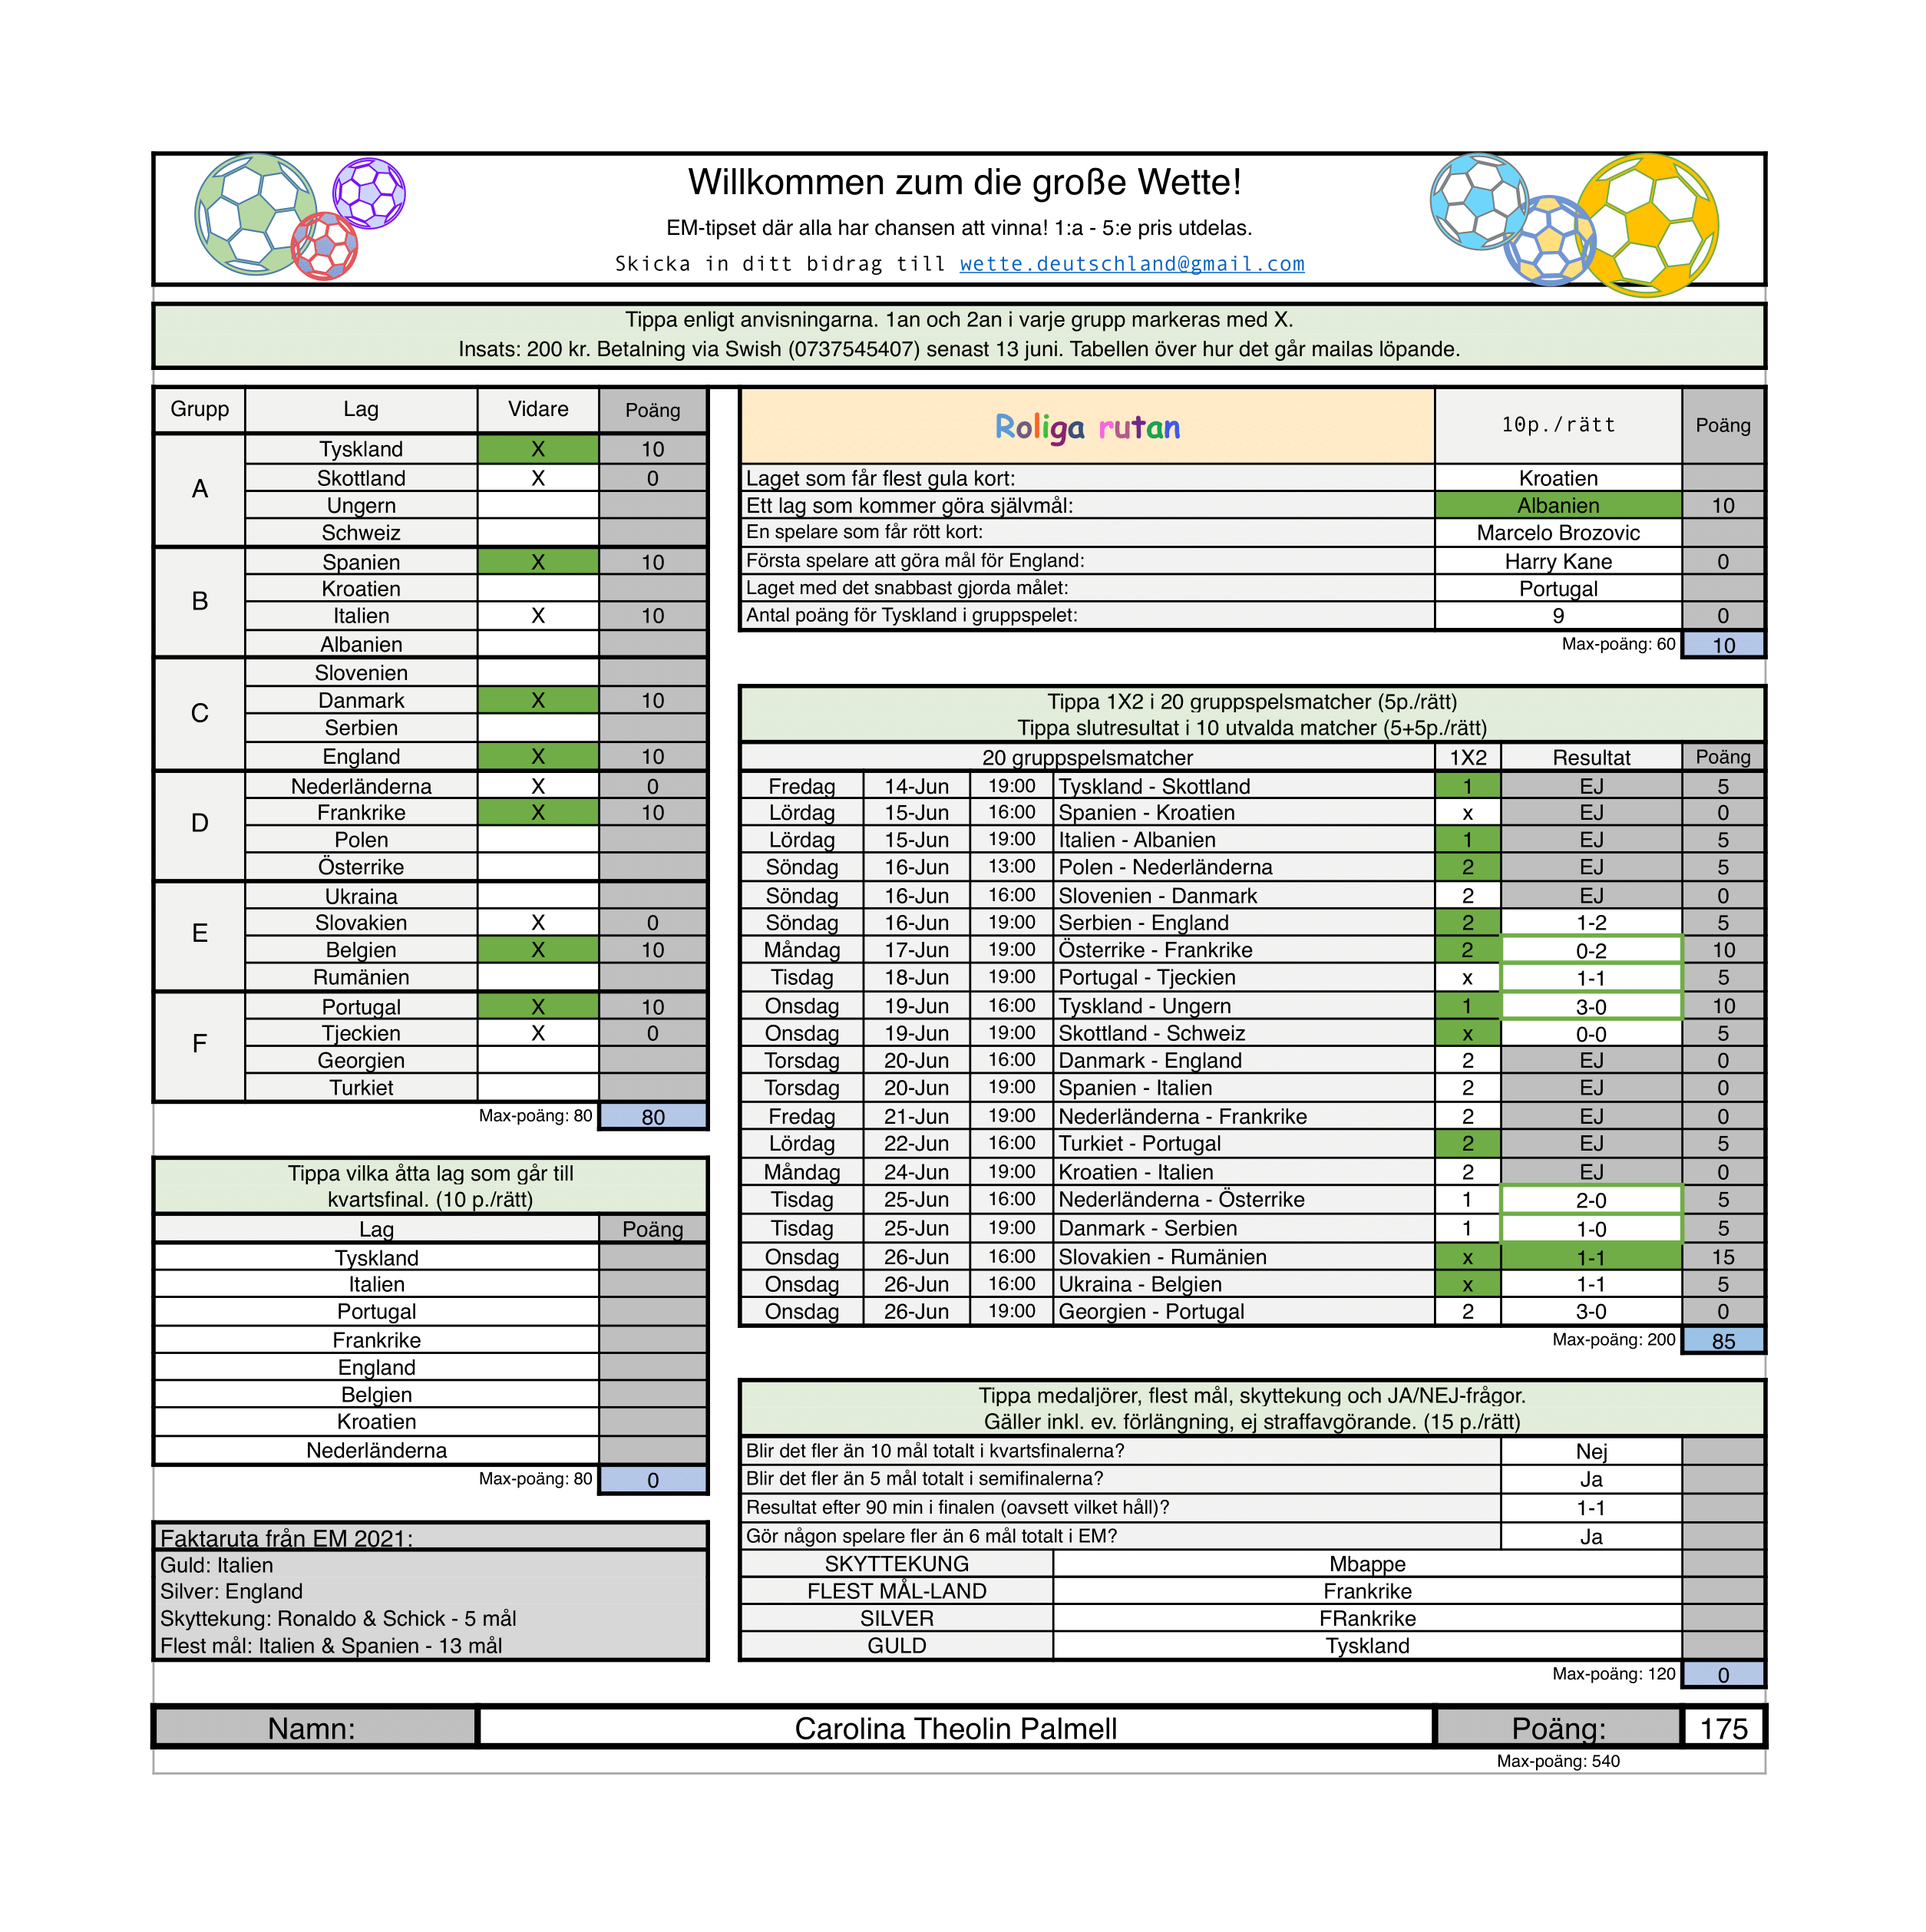 Willkommen zum die große Wette!
EM-tipset där alla har chansen att vinna! 1:a - 5:e pris utdelas.
Skicka in ditt bidrag till wette.deutschland@gmail.com
Tippa enligt anvisningarna. 1an och 2an i varje grupp markeras med X.
Insats: 200 kr. Betalning via Swish (0737545407) senast 13 juni. Tabellen över hur det går mailas löpande.
Grupp Lag Vidare Poäng
A
Tyskland X 10
Skottland X 0
Ungern
Schweiz
B
Spanien X 10
Kroatien
Italien X 10
Albanien
C
Slovenien
Danmark X 10
Serbien
England X 10
D
Nederländerna X 0
Frankrike X 10
Polen
Österrike
E
Ukraina
Slovakien X 0
Belgien X 10
Rumänien
F
Portugal X 10
Tjeckien X 0
Georgien
Turkiet
Max-poäng: 80 80
Tippa vilka åtta lag som går till
kvartsfinal. (10 p./rätt)
Lag Poäng
Tyskland
Italien
Portugal
Frankrike
England
Belgien
Kroatien
Nederländerna
Max-poäng: 80 0
Faktaruta från EM 2021:
Guld: Italien
Silver: England
Skyttekung: Ronaldo & Schick - 5 mål
Flest mål: Italien & Spanien - 13 mål
Roliga rutan 10p./rätt Poäng
Laget som får flest gula kort: Kroatien
Ett lag som kommer göra självmål: Albanien 10
En spelare som får rött kort: Marcelo Brozovic
Första spelare att göra mål för England: Harry Kane 0
Laget med det snabbast gjorda målet: Portugal
Antal poäng för Tyskland i gruppspelet: 9 0
Max-poäng: 60 10
Tippa 1X2 i 20 gruppspelsmatcher (5p./rätt)
Tippa slutresultat i 10 utvalda matcher (5+5p./rätt)
20 gruppspelsmatcher 1X2 Resultat Poäng
Fredag 14-Jun 19:00 Tyskland - Skottland 1 EJ 5
Lördag 15-Jun 16:00 Spanien - Kroatien x EJ 0
Lördag 15-Jun 19:00 Italien - Albanien 1 EJ 5
Söndag 16-Jun 13:00 Polen - Nederländerna 2 EJ 5
Söndag 16-Jun 16:00 Slovenien - Danmark 2 EJ 0
Söndag 16-Jun 19:00 Serbien - England 2 1-2 5
Måndag 17-Jun 19:00 Österrike - Frankrike 2 0-2 10
Tisdag 18-Jun 19:00 Portugal - Tjeckien x 1-1 5
Onsdag 19-Jun 16:00 Tyskland - Ungern 1 3-0 10
Onsdag 19-Jun 19:00 Skottland - Schweiz x 0-0 5
Torsdag 20-Jun 16:00 Danmark - England 2 EJ 0
Torsdag 20-Jun 19:00 Spanien - Italien 2 EJ 0
Fredag 21-Jun 19:00 Nederländerna - Frankrike 2 EJ 0
Lördag 22-Jun 16:00 Turkiet - Portugal 2 EJ 5
Måndag 24-Jun 19:00 Kroatien - Italien 2 EJ 0
Tisdag 25-Jun 16:00 Nederländerna - Österrike 1 2-0 5
Tisdag 25-Jun 19:00 Danmark - Serbien 1 1-0 5
Onsdag 26-Jun 16:00 Slovakien - Rumänien x 1-1 15
Onsdag 26-Jun 16:00 Ukraina - Belgien x 1-1 5
Onsdag 26-Jun 19:00 Georgien - Portugal 2 3-0 0
Max-poäng: 200 85
Tippa medaljörer, flest mål, skyttekung och JA/NEJ-frågor.
Gäller inkl. ev. förlängning, ej straffavgörande. (15 p./rätt)
Blir det fler än 10 mål totalt i kvartsfinalerna? Nej
Blir det fler än 5 mål totalt i semifinalerna? Ja
Resultat efter 90 min i finalen (oavsett vilket håll)? 1-1
Gör någon spelare fler än 6 mål totalt i EM? Ja
SKYTTEKUNG Mbappe
FLEST MÅL-LAND Frankrike
SILVER FRankrike
GULD Tyskland
Max-poäng: 120 0
Namn: Carolina Theolin Palmell Poäng: 175
Max-poäng: 540